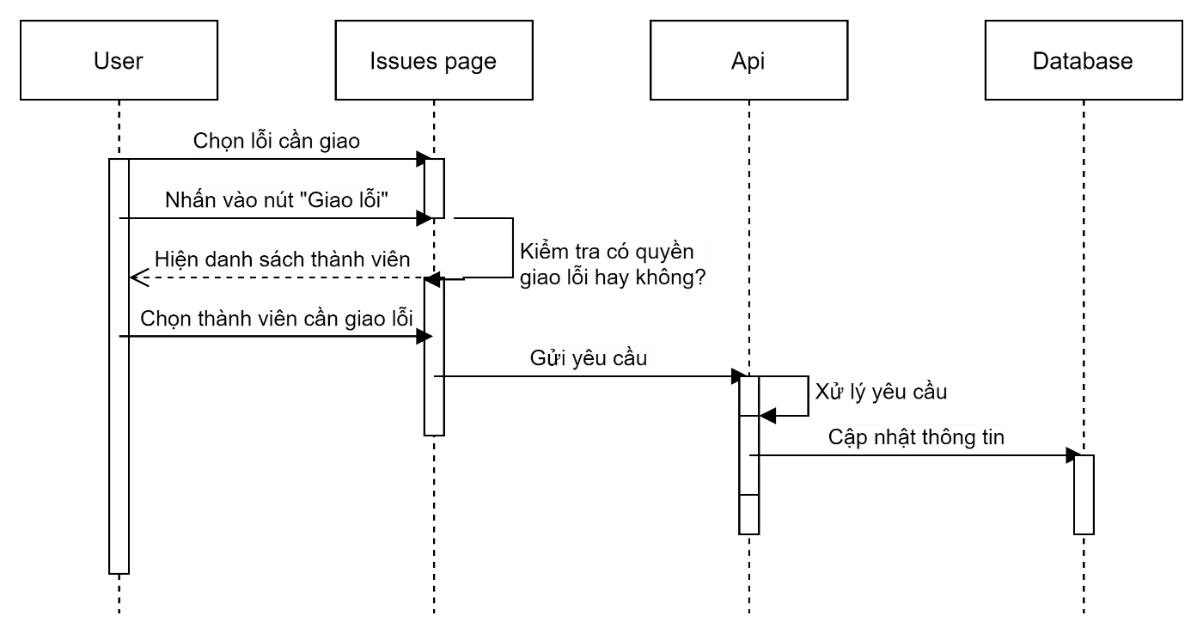 User
Issues page
Api
Database
Chọn lỗi cần giao
Nhấn vào nút "Giao lỗi"
Kiểm tra có quyền
giao lỗi hay không?
Hiện danh sách thành viên
Chọn thành viên cần giao lỗi
Gửi yêu cầu
Xử lý yêu cầu
Cập nhật thông tin